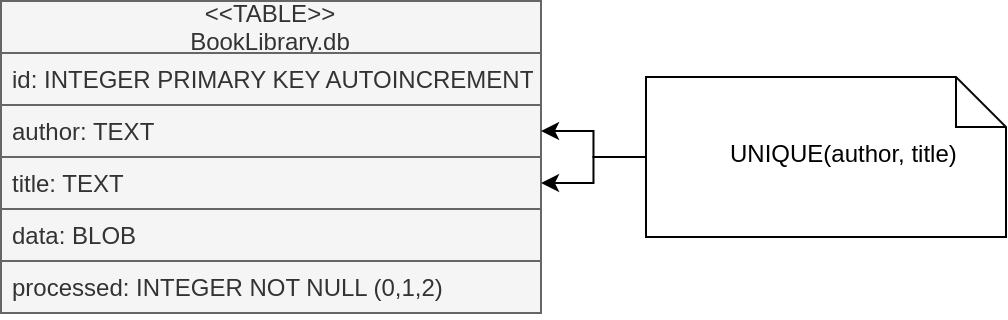 <<TABLE>>
BookLibrary.db
id: INTEGER PRIMARY KEY AUTOINCREMENT
author: TEXT
title: TEXT
data: BLOB
processed: INTEGER NOT NULL (0,1,2)
UNIQUE(author, title)